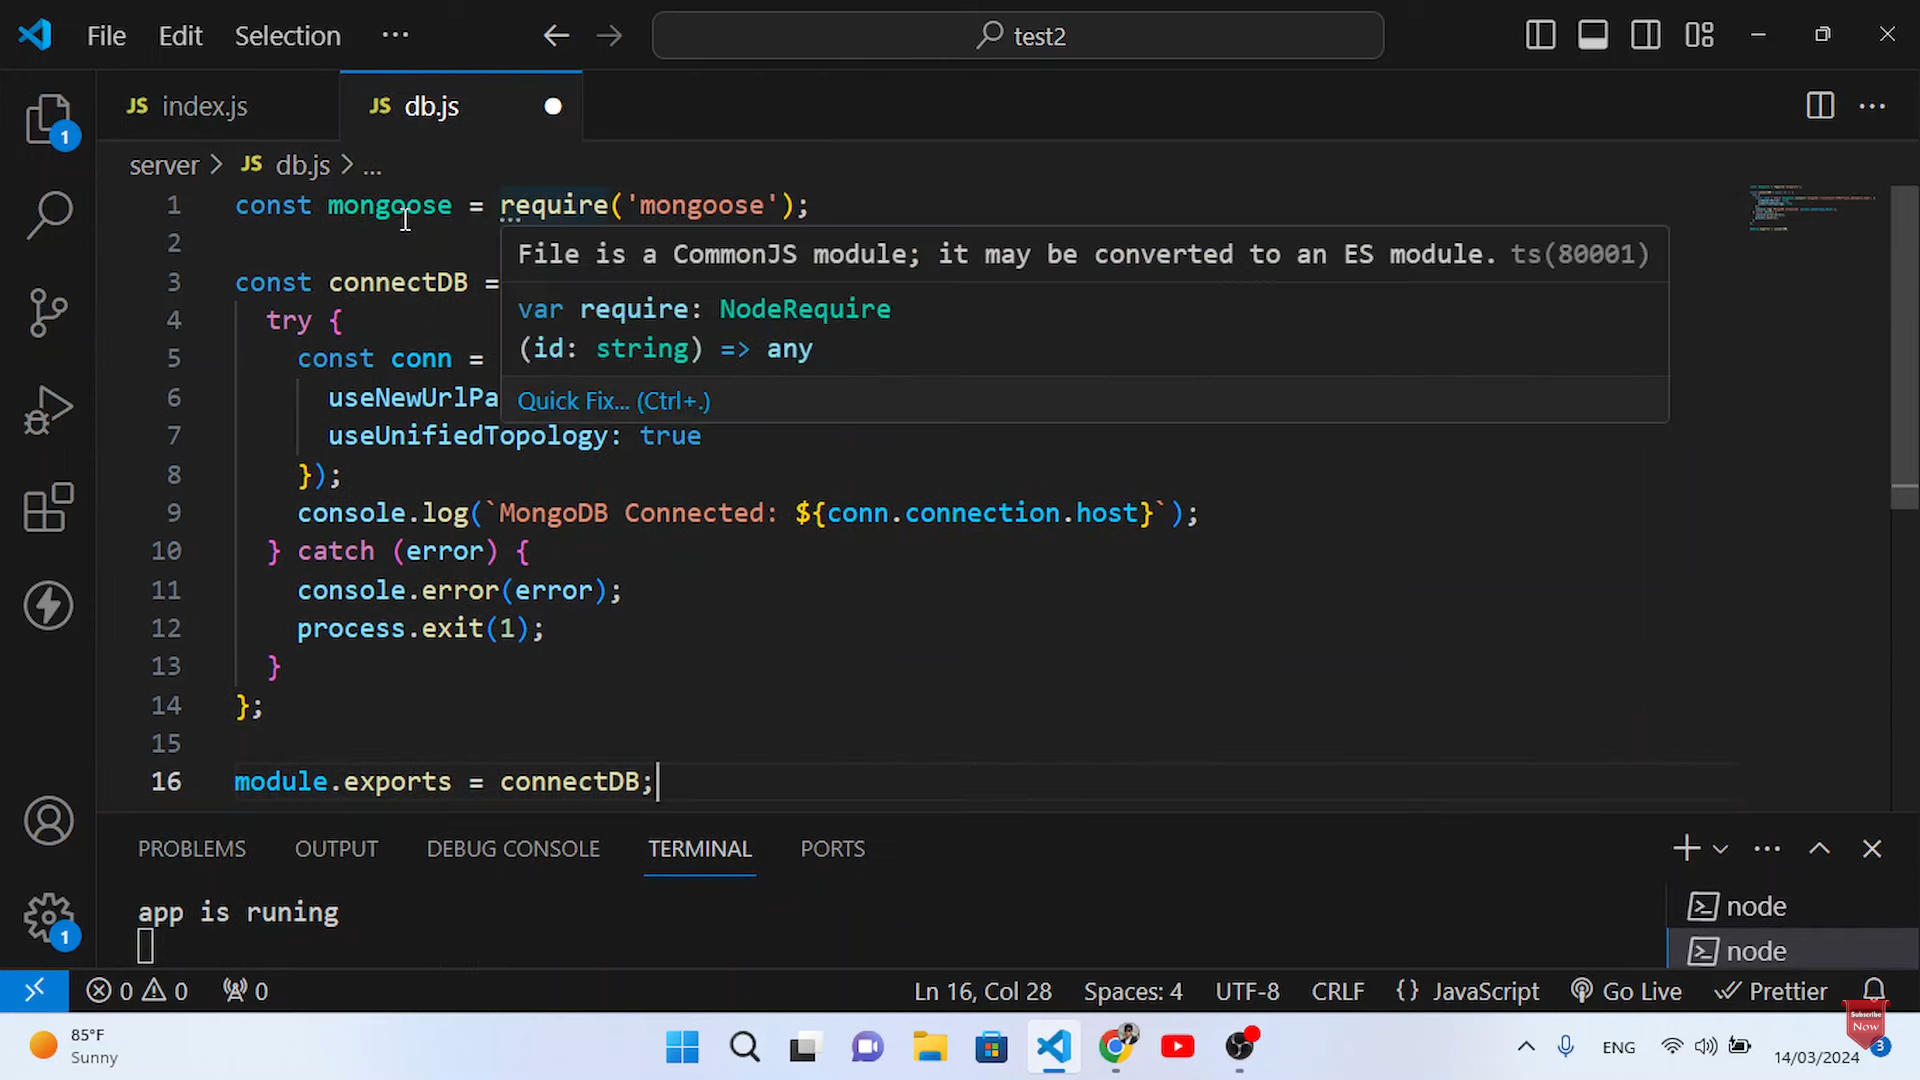 File Edit Selection ··· test2
JS index.js JS db.js
1
server > JS db.js > ...
1 const mongoose = require('mongoose');
2
File is a CommonJS module; it may be converted to an ES module. ts(80001)
3 const connectDB =
var require: NodeRequire
4 try {
(id: string) => any
5 const conn =
6 useNewUrlPa
Quick Fix... (Ctrl+.)
7 useUnifiedTopology: true
8 });
9 console.log(`MongoDB Connected: ${conn.connection.host}`);
10 } catch (error) {
11 console.error(error);
12 process.exit(1);
13 }
14 };
15
16 module.exports = connectDB;
PROBLEMS OUTPUT DEBUG CONSOLE TERMINAL PORTS
app is runing
node
node
1
0 0 0 Ln 16, Col 28 Spaces: 4 UTF-8 CRLF {} JavaScript Go Live Prettier
Subscribe
Now
85°F
Sunny
ENG
14/03/2024
3